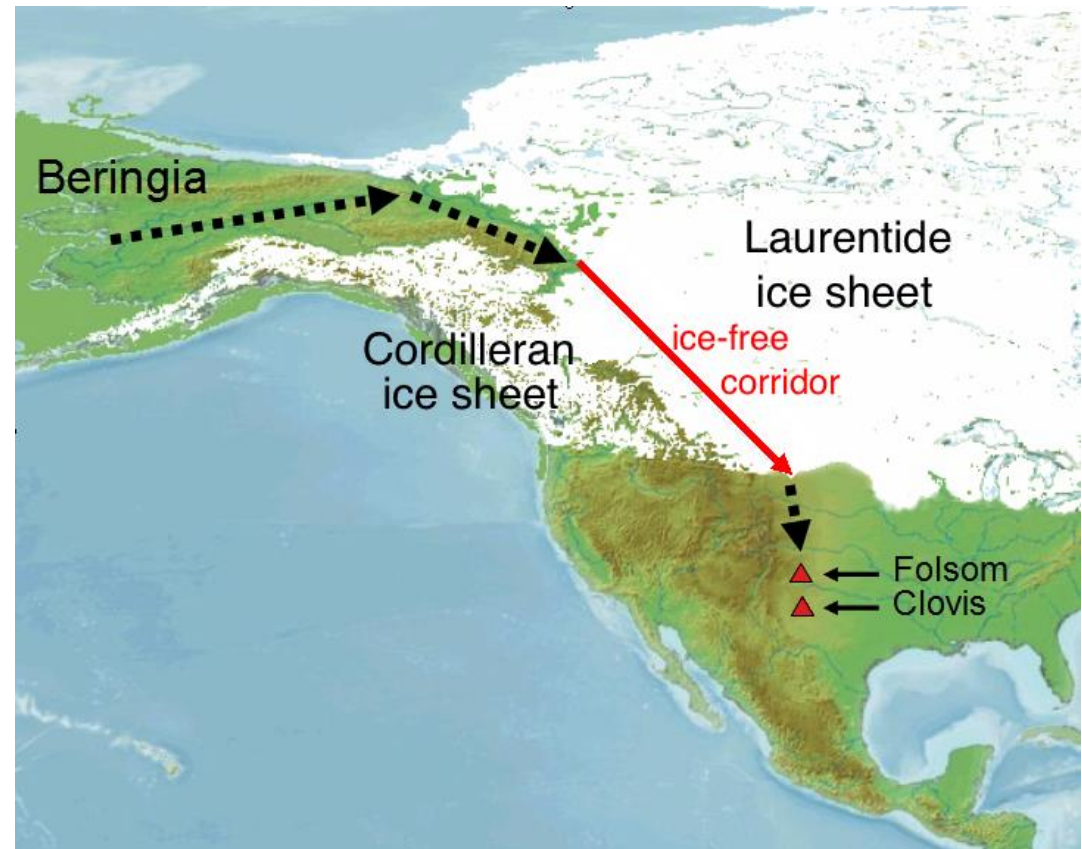 Beringia
Laurentide
ice sheet
ice-free
corridor
Cordilleran
ice sheet
Folsom
Clovis